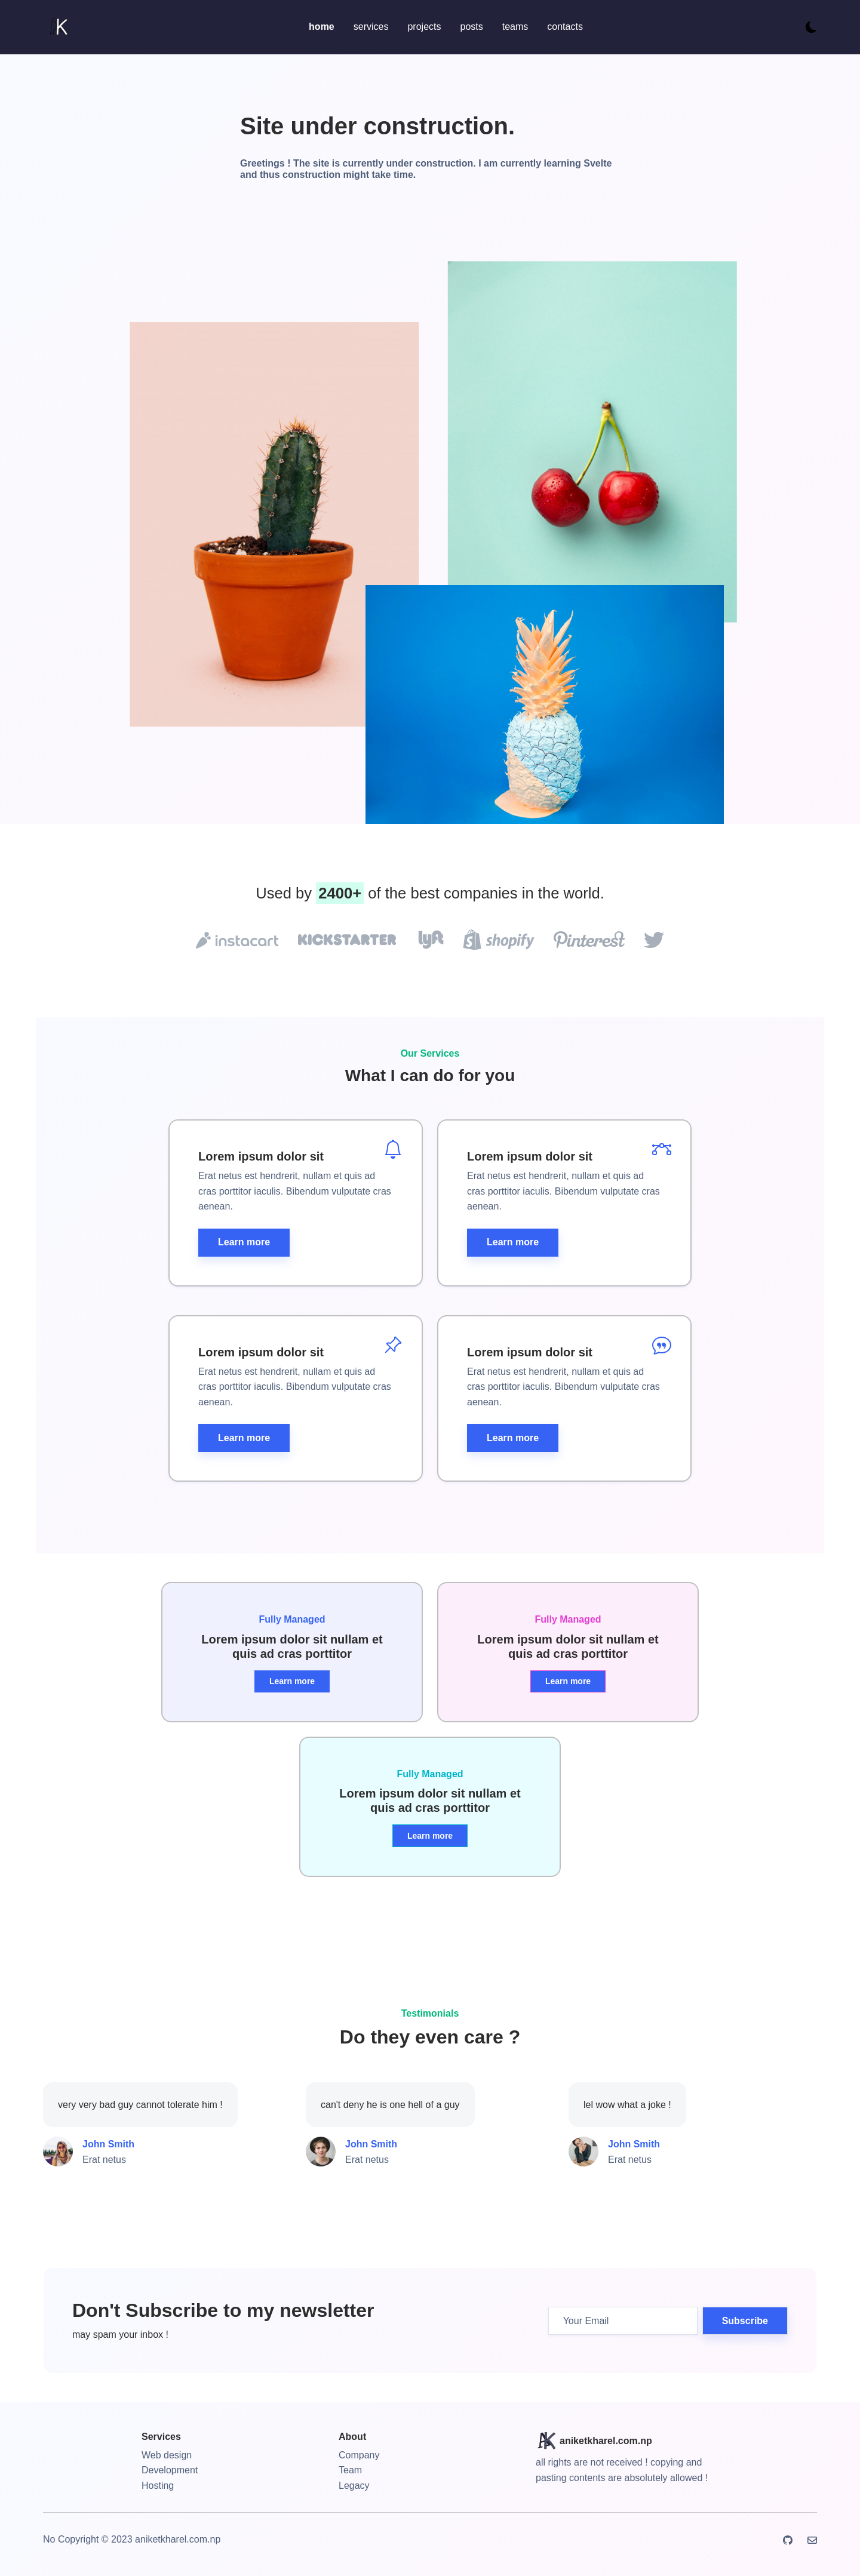 K
home services projects posts teams contacts
Site under construction.
Greetings ! The site is currently under construction. I am currently learning Svelte
and thus construction might take time.
Used by 2400+ of the best companies in the world.
instacart KICKSTARTER lyft shopify Pinterest
Our Services
What I can do for you
Lorem ipsum dolor sit
Erat netus est hendrerit, nullam et quis ad
cras porttitor iaculis. Bibendum vulputate cras
aenean.
Learn more
Lorem ipsum dolor sit
Erat netus est hendrerit, nullam et quis ad
cras porttitor iaculis. Bibendum vulputate cras
aenean.
Learn more
Lorem ipsum dolor sit
Erat netus est hendrerit, nullam et quis ad
cras porttitor iaculis. Bibendum vulputate cras
aenean.
Learn more
Lorem ipsum dolor sit
Erat netus est hendrerit, nullam et quis ad
cras porttitor iaculis. Bibendum vulputate cras
aenean.
Learn more
Fully Managed
Lorem ipsum dolor sit nullam et
quis ad cras porttitor
Learn more
Fully Managed
Lorem ipsum dolor sit nullam et
quis ad cras porttitor
Learn more
Fully Managed
Lorem ipsum dolor sit nullam et
quis ad cras porttitor
Learn more
Testimonials
Do they even care ?
very very bad guy cannot tolerate him !
John Smith
Erat netus
can't deny he is one hell of a guy
John Smith
Erat netus
lel wow what a joke !
John Smith
Erat netus
Don't Subscribe to my newsletter
may spam your inbox !
Your Email
Subscribe
Services
Web design
Development
Hosting
About
Company
Team
Legacy
AK aniketkharel.com.np
all rights are not received ! copying and
pasting contents are absolutely allowed !
No Copyright © 2023 aniketkharel.com.np